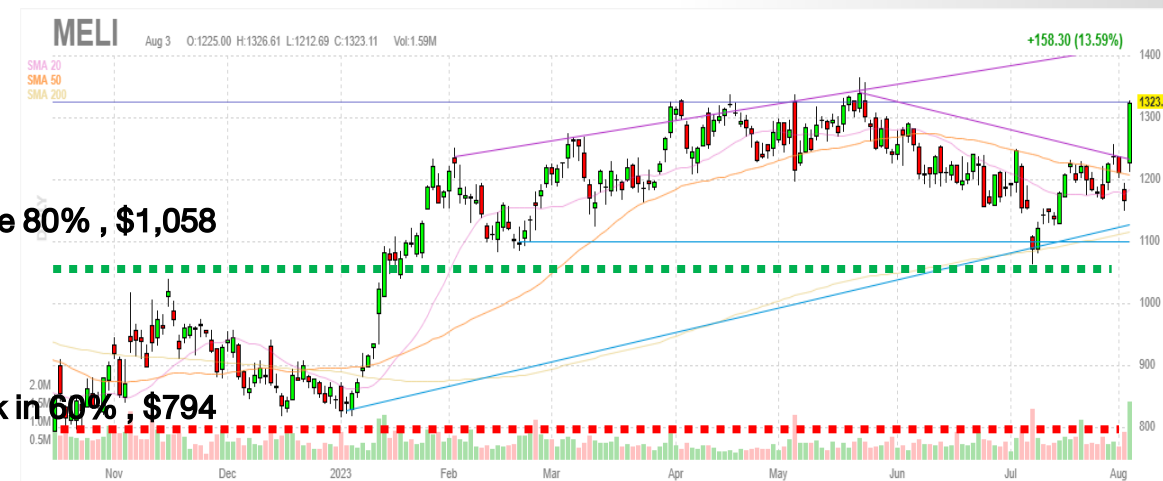 MELI Aug 3 O:1225.00 H:1326.61 L:1212.69 C:1323.11 Vol:1.59M +158.30 (13.59%)
SMA 20
SMA 50
SMA 200
1400
1323.
1300
1200
e 80% , $1,058
1100
1000
900
2.0M
k in 60% , $794
1.0M
800
0.5M
Nov Dec 2023 Feb Mar Apr May Jun Jul Aug